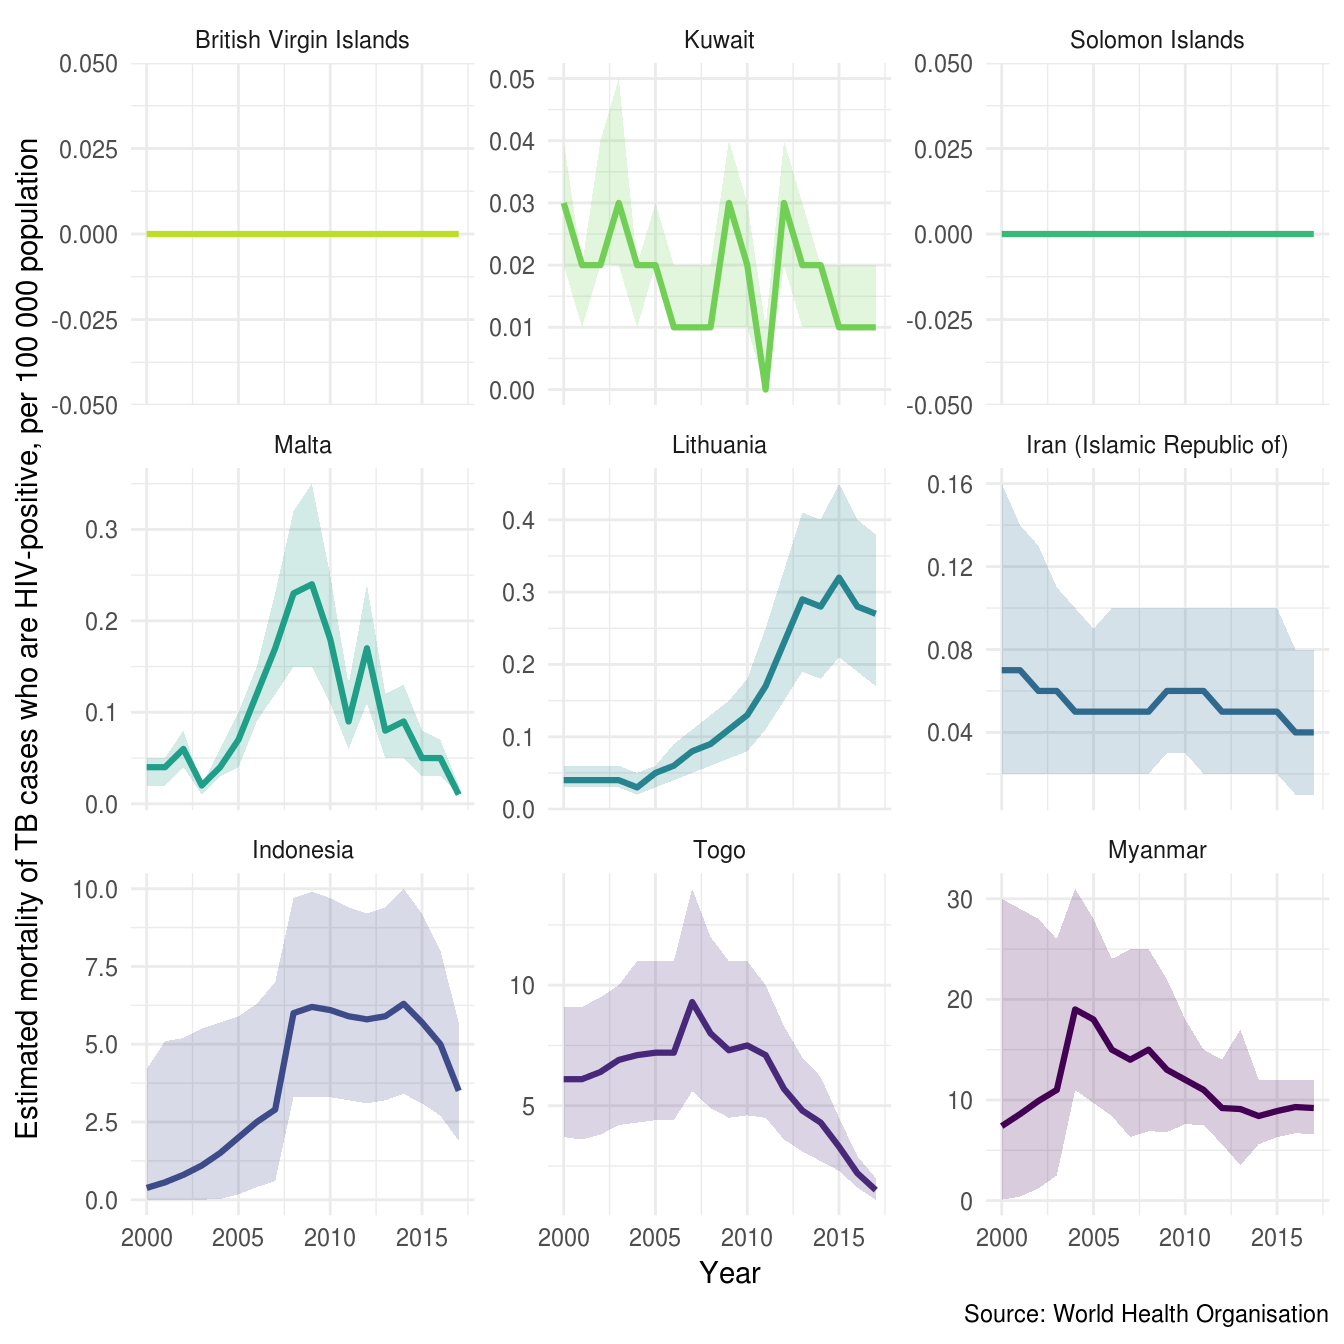 British Virgin Islands
Kuwait
Solomon Islands
0.050
0.025
0.000
-0.025
-0.050
0.05
0.04
0.03
0.02
0.01
0.00
0.050
0.025
0.000
-0.025
-0.050
Malta
Lithuania
Iran (Islamic Republic of)
0.3
0.2
0.1
0.0
0.4
0.3
0.2
0.1
0.0
0.16
0.12
0.08
0.04
Indonesia
Togo
Myanmar
10.0
7.5
5.0
2.5
0.0
10
5
30
20
10
0
2000 2005 2010 2015
2000 2005 2010 2015
2000 2005 2010 2015
Estimated mortality of TB cases who are HIV-positive, per 100 000 population
Year
Source: World Health Organisation